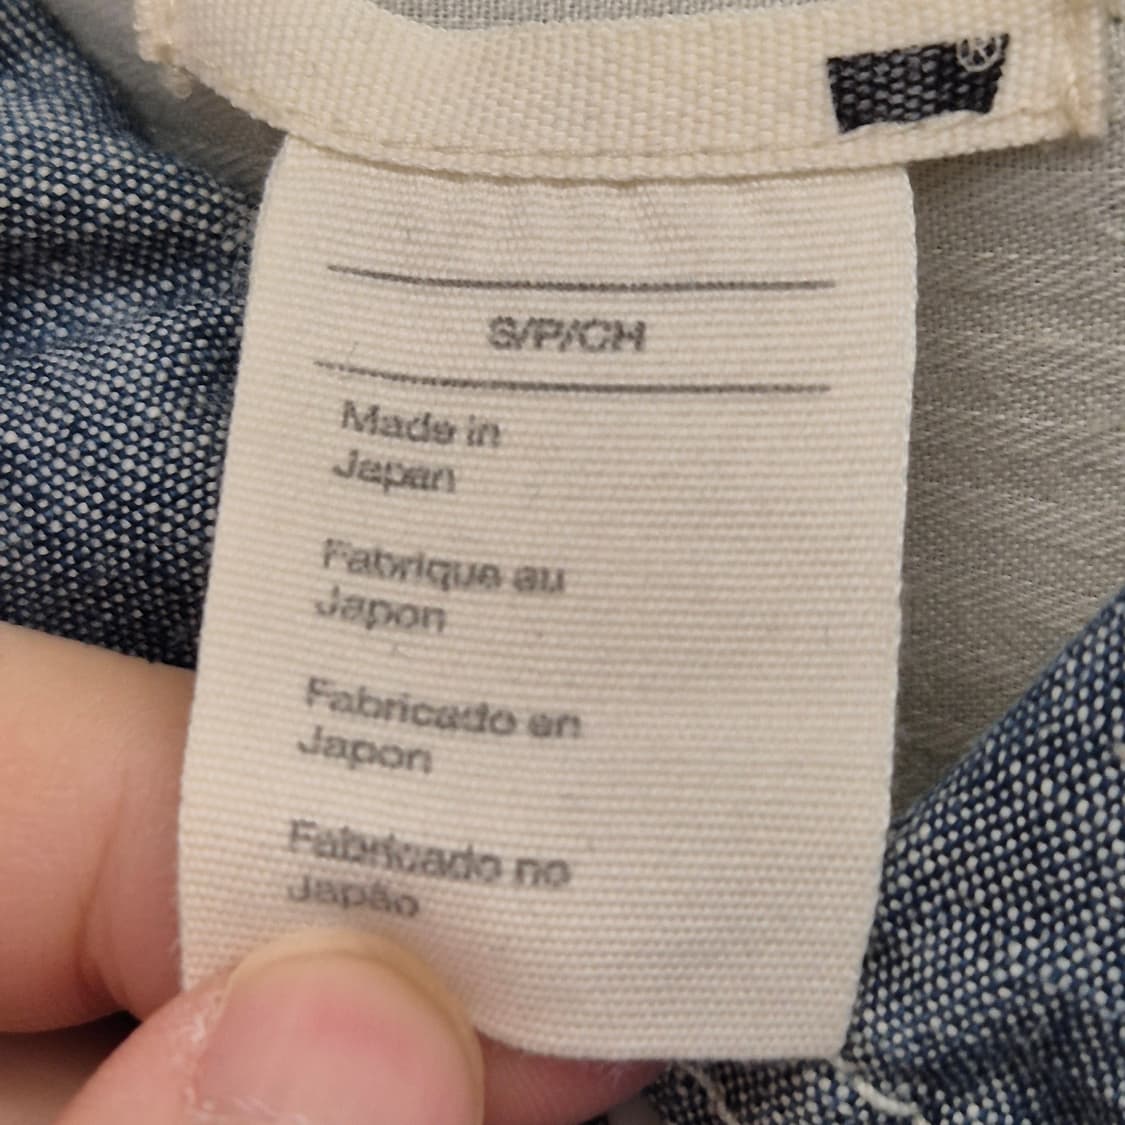 ®
S/P/CH
Made in
Japan
Fabrique au
Japon
Fabricado en
Japon
Fabricado no
Japão